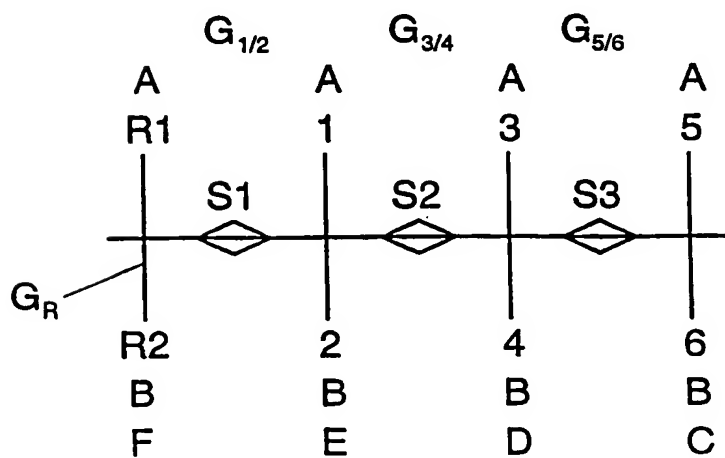 G1/2 G3/4 G5/6
A A A A
R1 1 3 5
S1 S2 S3
GR
R2 2 4 6
B B B B
F E D C